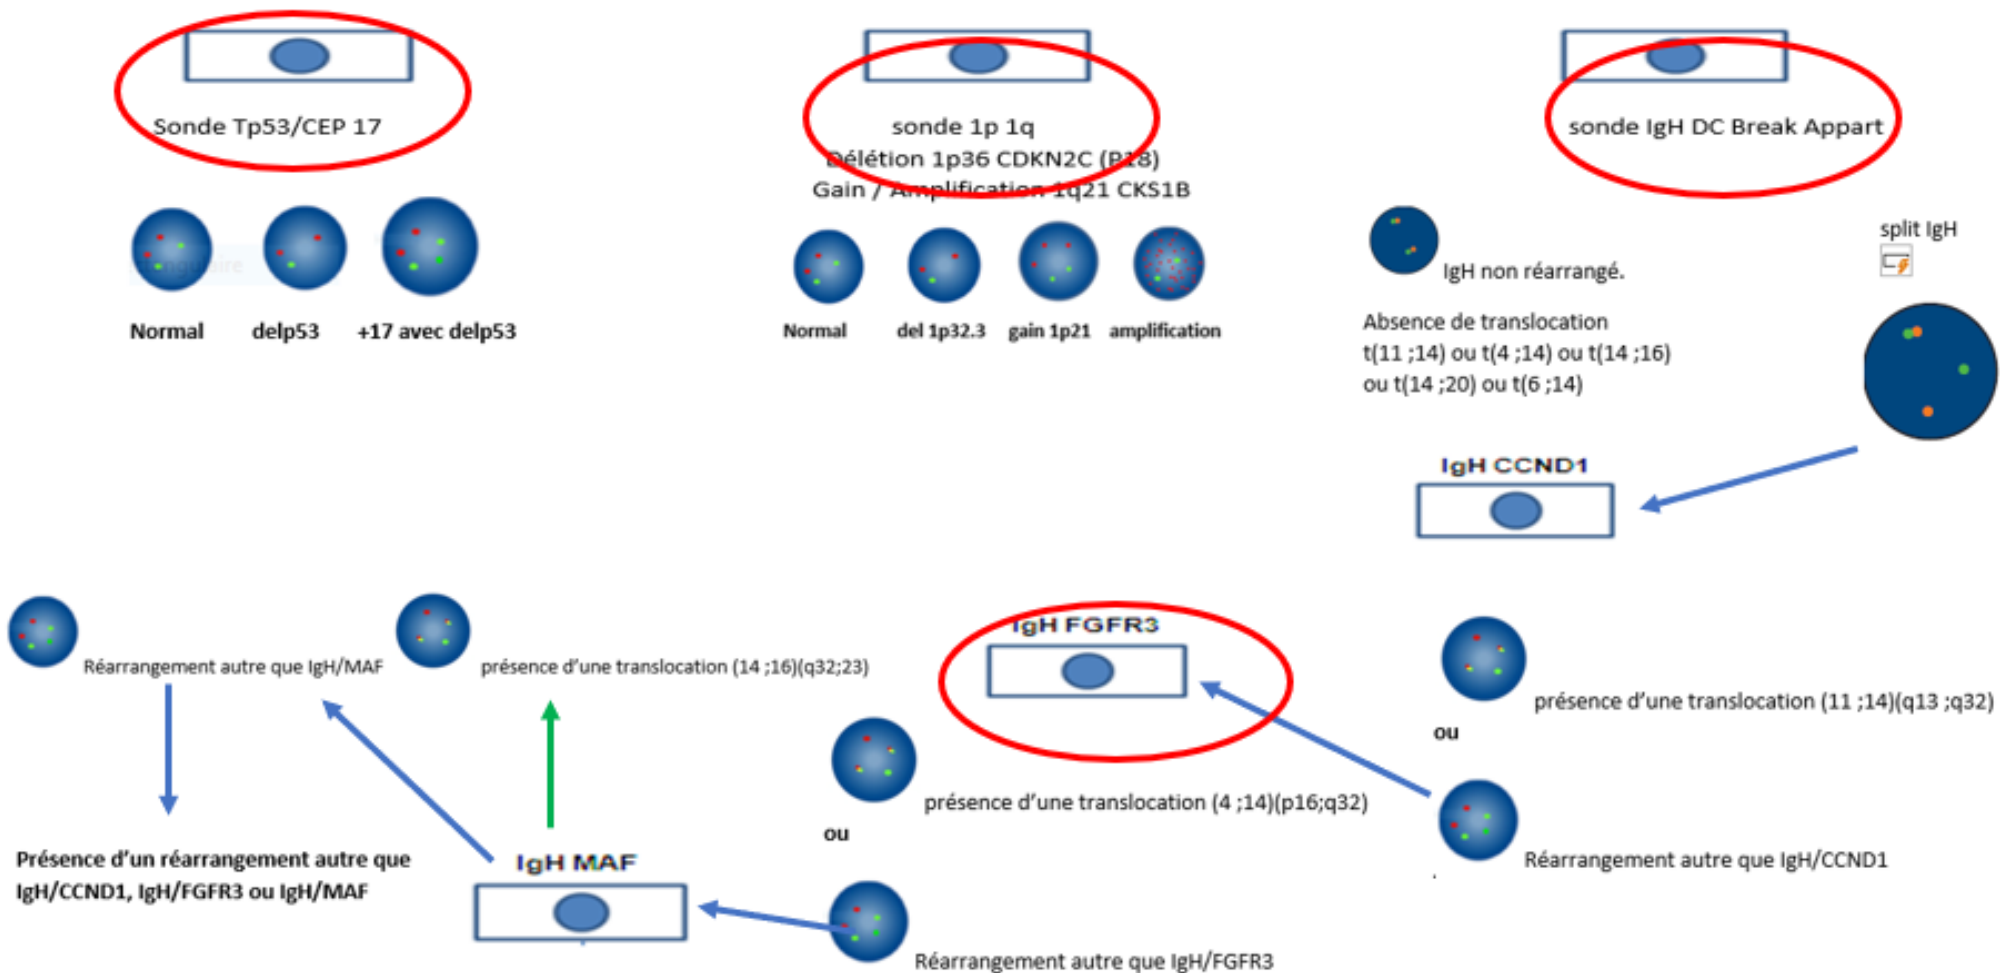 Sonde Tp53/CEP 17
Normal
delp53
+17 avec delp53
sonde 1p 1q
Délétion 1p36 CDKN2C (P18)
Gain / Amplification 1q21 CKS1B
Normal
del 1p32.3
gain 1p21
amplification
sonde IgH DC Break Appart
IgH non réarrangé.
split IgH
Absence de translocation
t(11 ;14) ou t(4 ;14) ou t(14 ;16)
ou t(14 ;20) ou t(6 ;14)
IgH CCND1
présence d'une translocation (11 ;14)(q13 ;q32)
ou
Réarrangement autre que IgH/CCND1
IgH FGFR3
présence d'une translocation (4 ;14)(p16;q32)
ou
Réarrangement autre que IgH/FGFR3
IgH MAF
présence d'une translocation (14 ;16)(q32;23)
Réarrangement autre que IgH/MAF
Présence d'un réarrangement autre que
IgH/CCND1, IgH/FGFR3 ou IgH/MAF